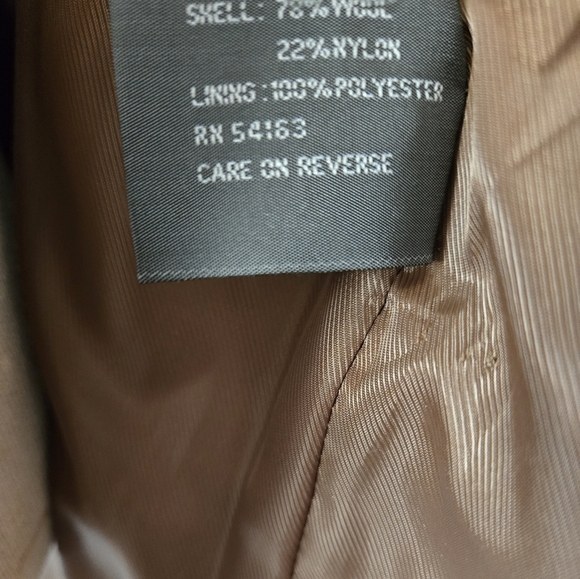 SHELL: 78% WOOL
22% NYLON
LINING: 100% POLYESTER
RN 54163
CARE ON REVERSE